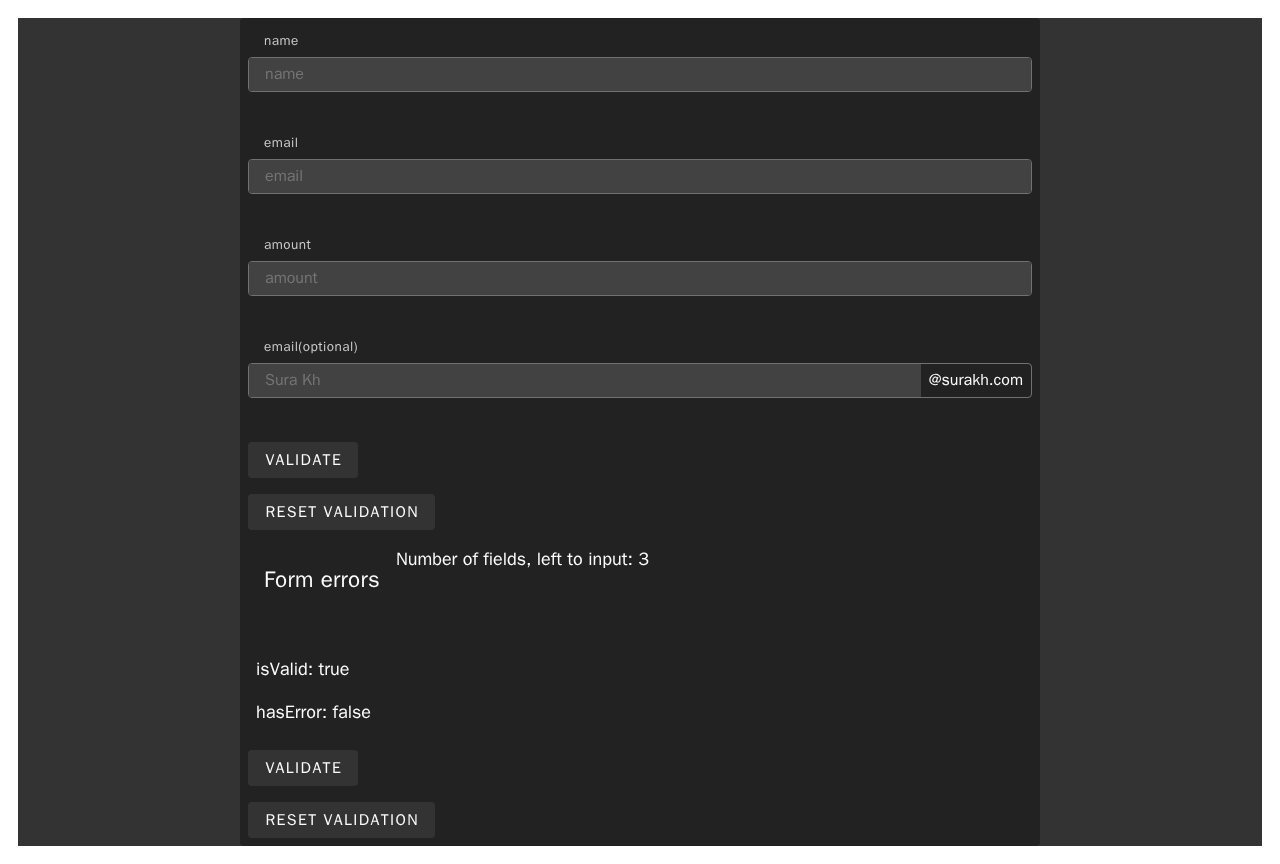 name
name
email
email
amount
amount
email(optional)
Sura Kh @surakh.com
VALIDATE
RESET VALIDATION
Number of fields, left to input: 3
Form errors
isValid: true
hasError: false
VALIDATE
RESET VALIDATION